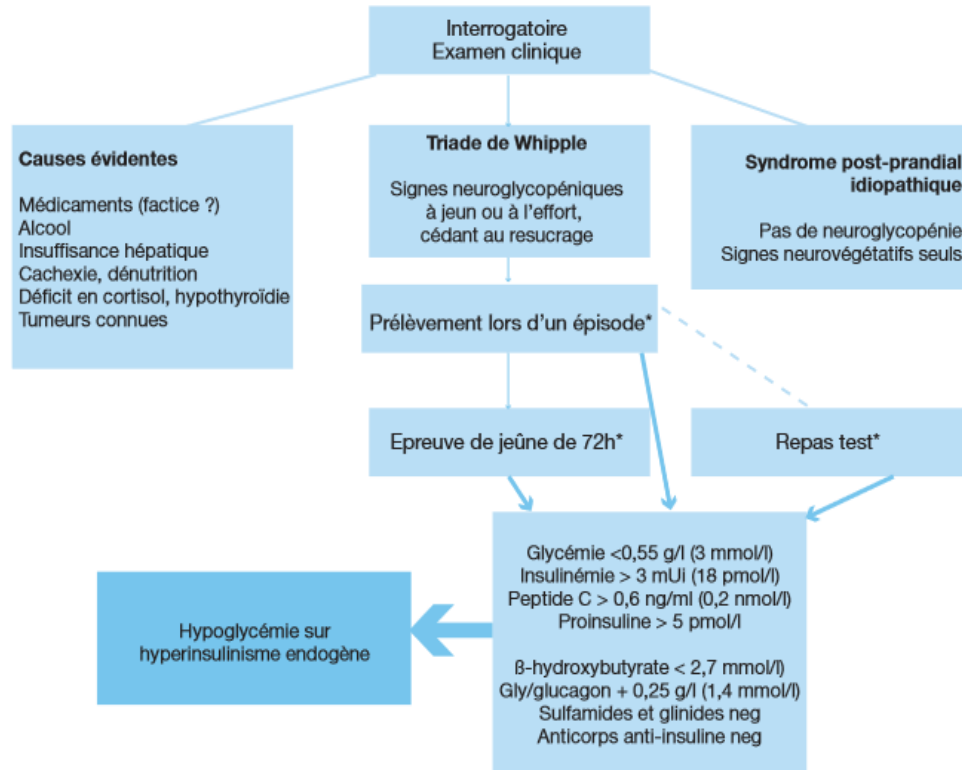 Interrogatoire
Examen clinique
Causes évidentes
Médicaments (factice ?)
Alcool
Insuffisance hépatique
Cachexie, dénutrition
Déficit en cortisol, hypothyroïdie
Tumeurs connues
Triade de Whipple
Signes neuroglycopéniques
à jeun ou à l'effort,
cédant au resucrage
Syndrome post-prandial
idiopathique
Pas de neuroglycopénie
Signes neurovégétatifs seuls
Prélèvement lors d'un épisode*
Epreuve de jeûne de 72h*
Repas test*
Glycémie <0,55 g/l (3 mmol/l)
Insulinémie > 3 mUi (18 pmol/l)
Peptide C > 0,6 ng/ml (0,2 nmol/l)
Proinsuline > 5 pmol/l
ß-hydroxybutyrate < 2,7 mmol/l)
Gly/glucagon + 0,25 g/l (1,4 mmol/l)
Sulfamides et glinides neg
Anticorps anti-insuline neg
Hypoglycémie sur
hyperinsulinisme endogène